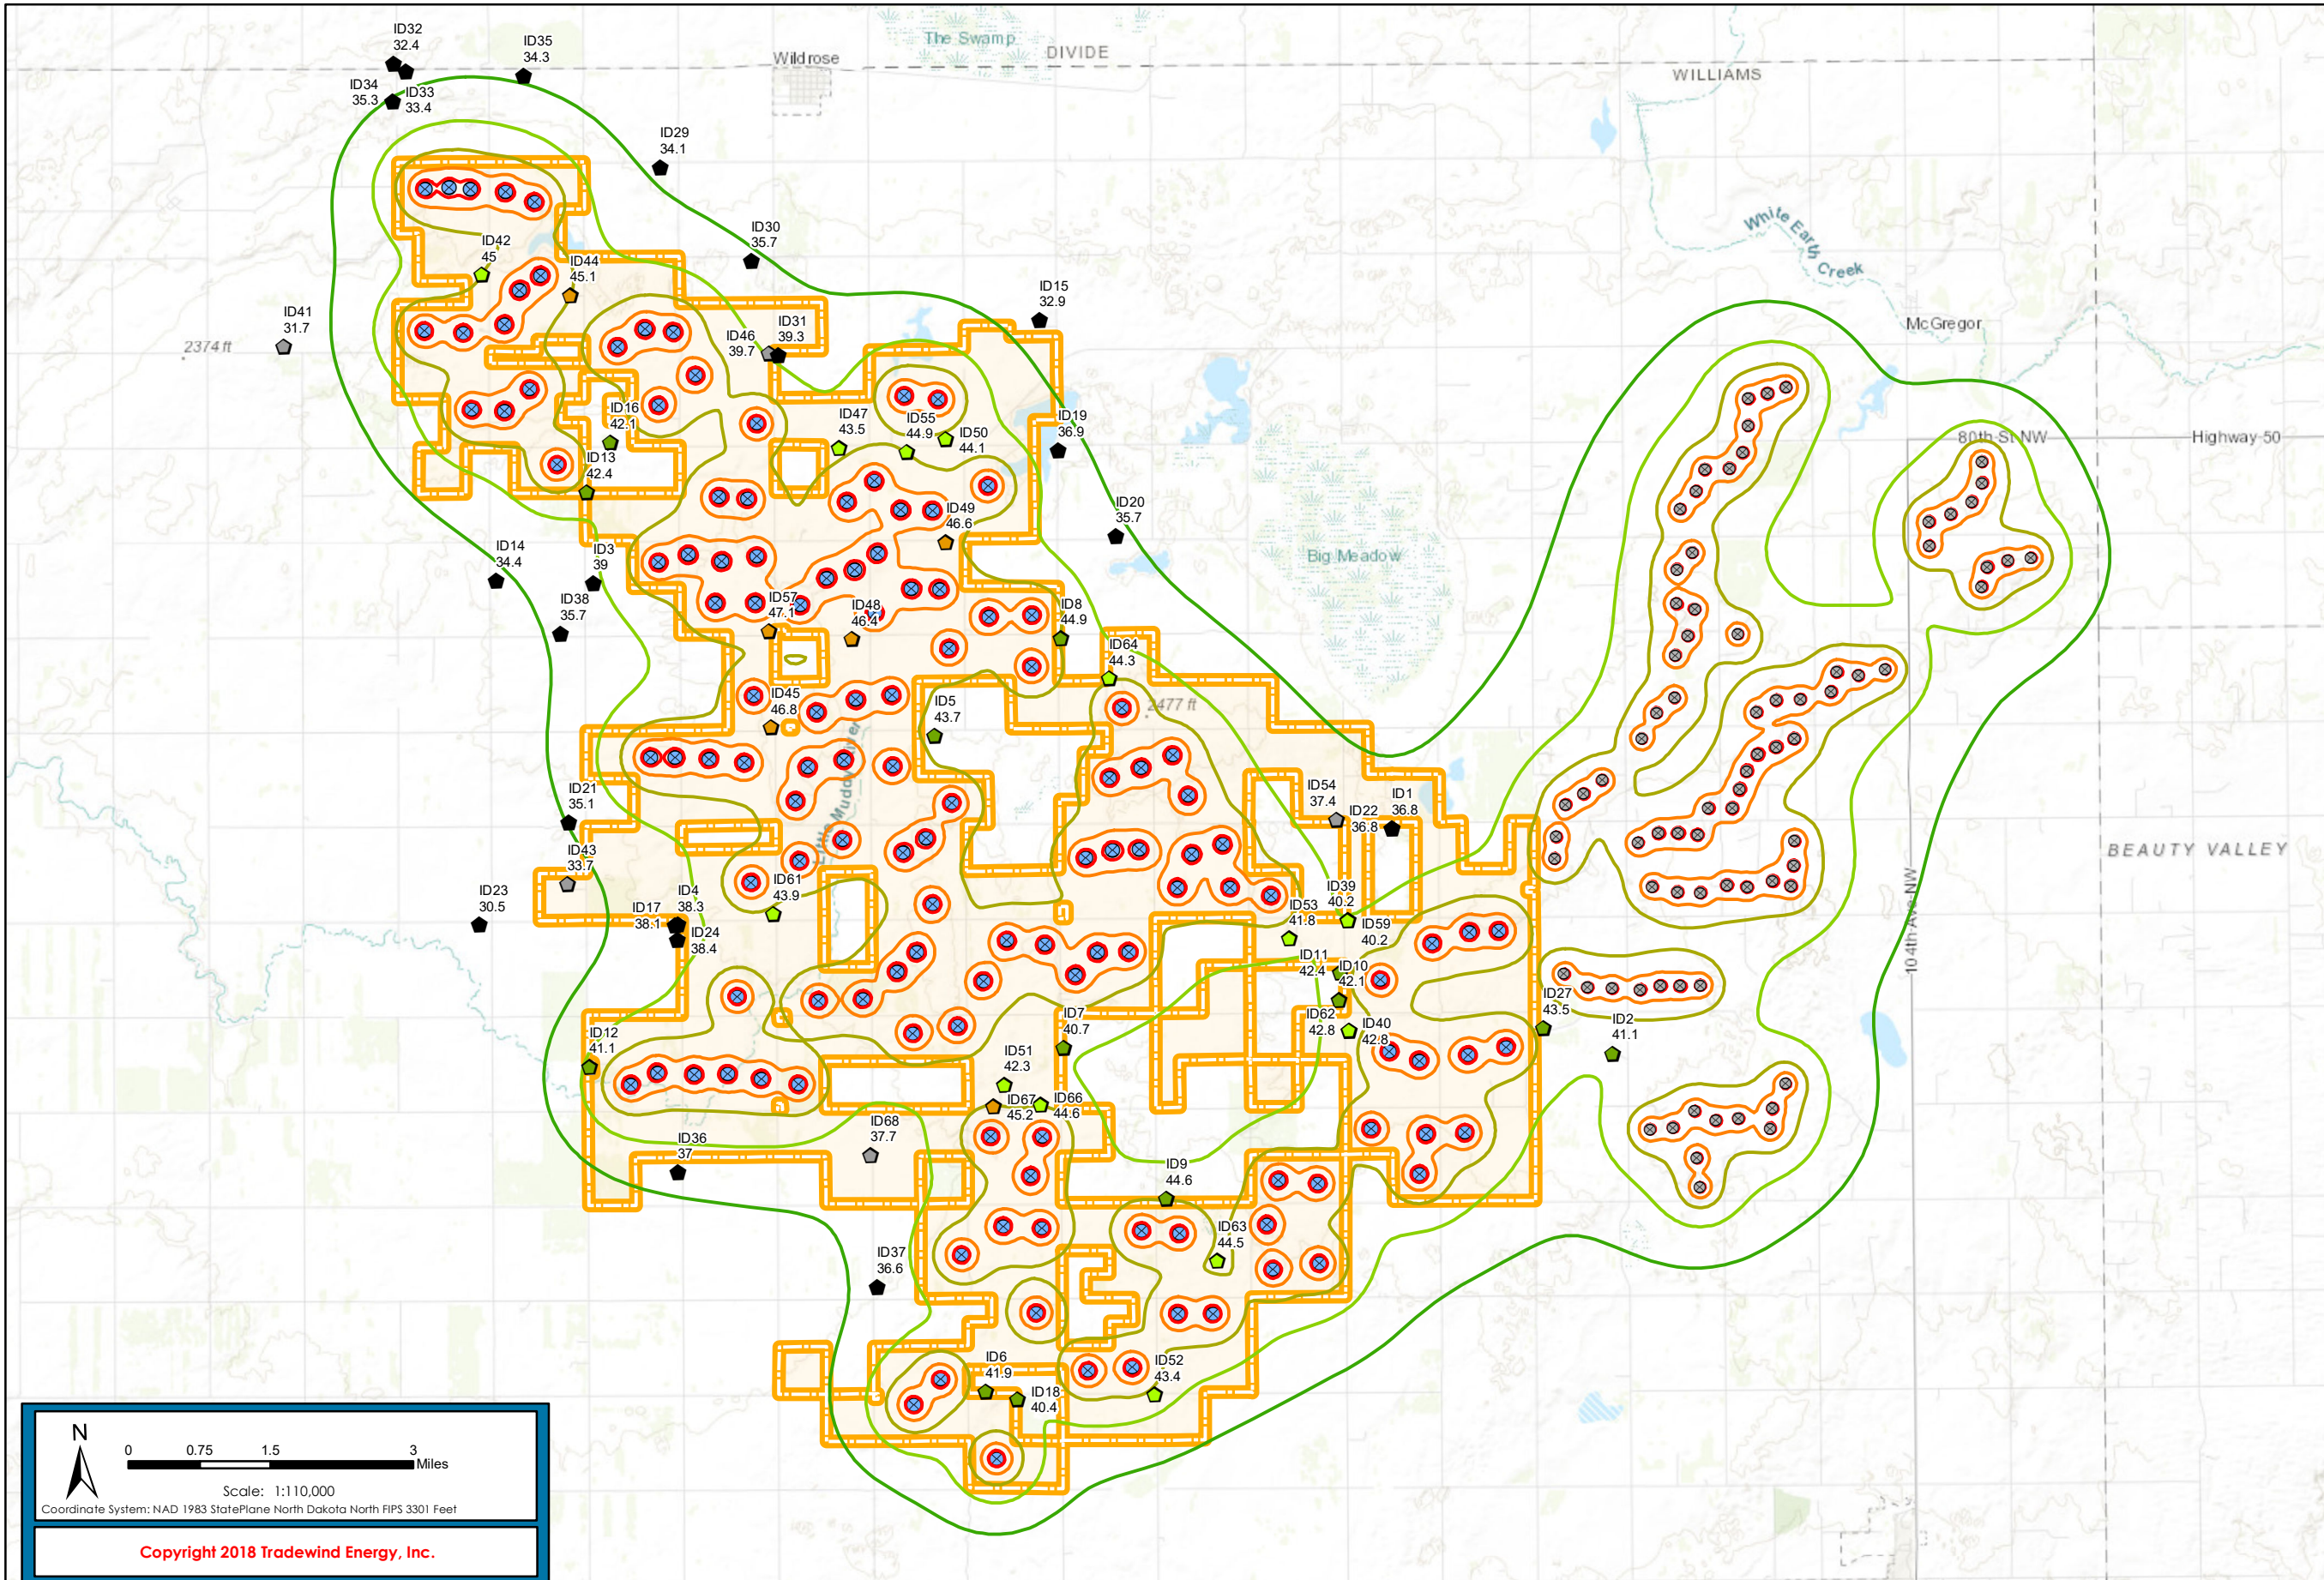 ID32
32.4
ID35
34.3
Wildrose
The Swamp
DIVIDE
WILLIAMS
ID34
35.3
ID33
33.4
ID29
34.1
White Earth Creek
ID30
35.7
ID42
45
ID44
45.1
ID15
32.9
ID41
31.7
2374 ft
ID46
39.7
ID31
39.3
McGregor
ID16
42.1
ID47
43.5
ID55
44.9
ID50
44.1
ID19
36.9
80th-St-NW
Highway-50
ID13
42.4
ID49
46.6
ID20
35.7
ID14
34.4
ID3
39
Big Meadow
ID38
35.7
ID57
47.1
ID48
46.4
ID8
44.9
ID64
44.3
ID45
46.8
ID5
43.7
2477 ft
Little Muddy River
ID21
35.1
ID54
37.4
ID22
36.8
ID1
36.8
ID43
33.7
BEAUTY VALLEY
ID23
30.5
ID17
38.1
ID4
38.3
ID24
38.4
ID61
43.9
ID39
40.2
ID53
41.8
ID59
40.2
104th-Ave-NW
ID11
42.4
ID10
42.1
ID12
41.1
ID7
40.7
ID62
42.8
ID40
42.8
ID27
43.5
ID2
41.1
ID51
42.3
ID67
45.2
ID66
44.6
ID36
37
ID68
37.7
ID9
44.6
ID37
36.6
ID63
44.5
ID6
41.9
ID18
40.4
ID52
43.4
N
0 0.75 1.5 3
Miles
Scale: 1:110,000
Coordinate System: NAD 1983 StatePlane North Dakota North FIPS 3301 Feet
Copyright 2018 Tradewind Energy, Inc.